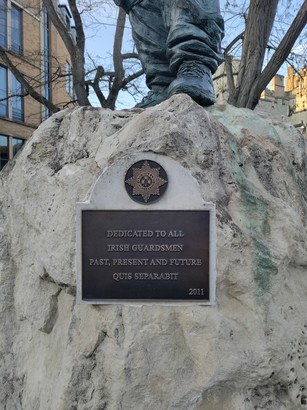 DEDICATED TO ALL
IRISH GUARDSMEN
PAST, PRESENT AND FUTURE
QUIS SEPARABIT
2011